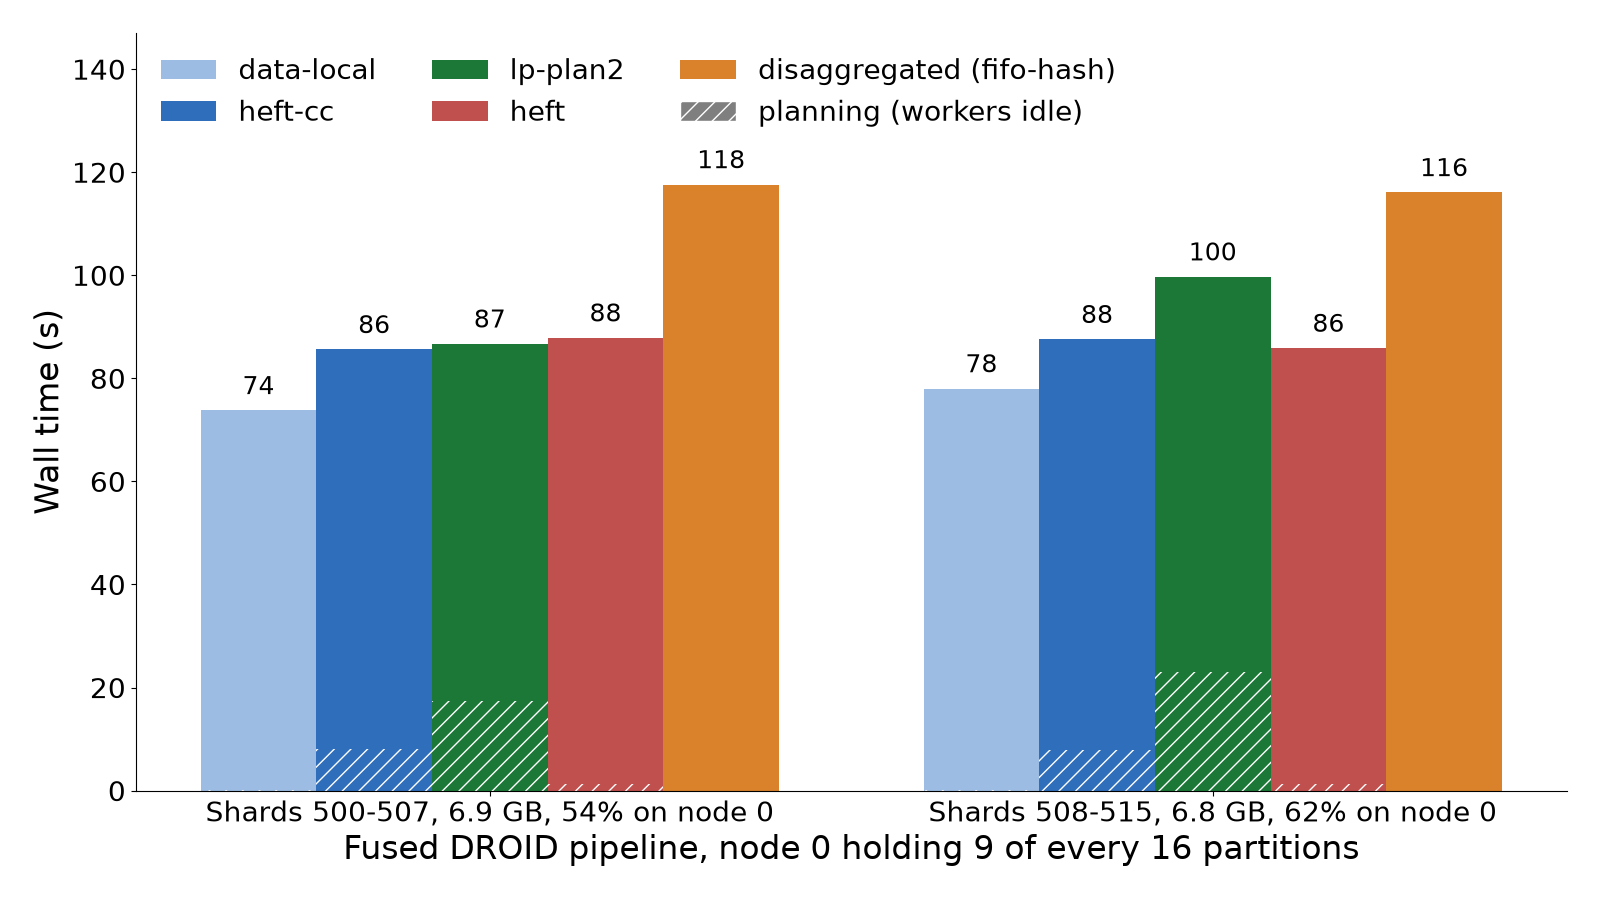 140
120
100
80
60
40
20
0
Wall time (s)
data-local
heft-cc
lp-plan2
heft
disaggregated (fifo-hash)
planning (workers idle)
74
86
87
88
118
78
88
100
86
116
Shards 500-507, 6.9 GB, 54% on node 0
Shards 508-515, 6.8 GB, 62% on node 0
Fused DROID pipeline, node 0 holding 9 of every 16 partitions